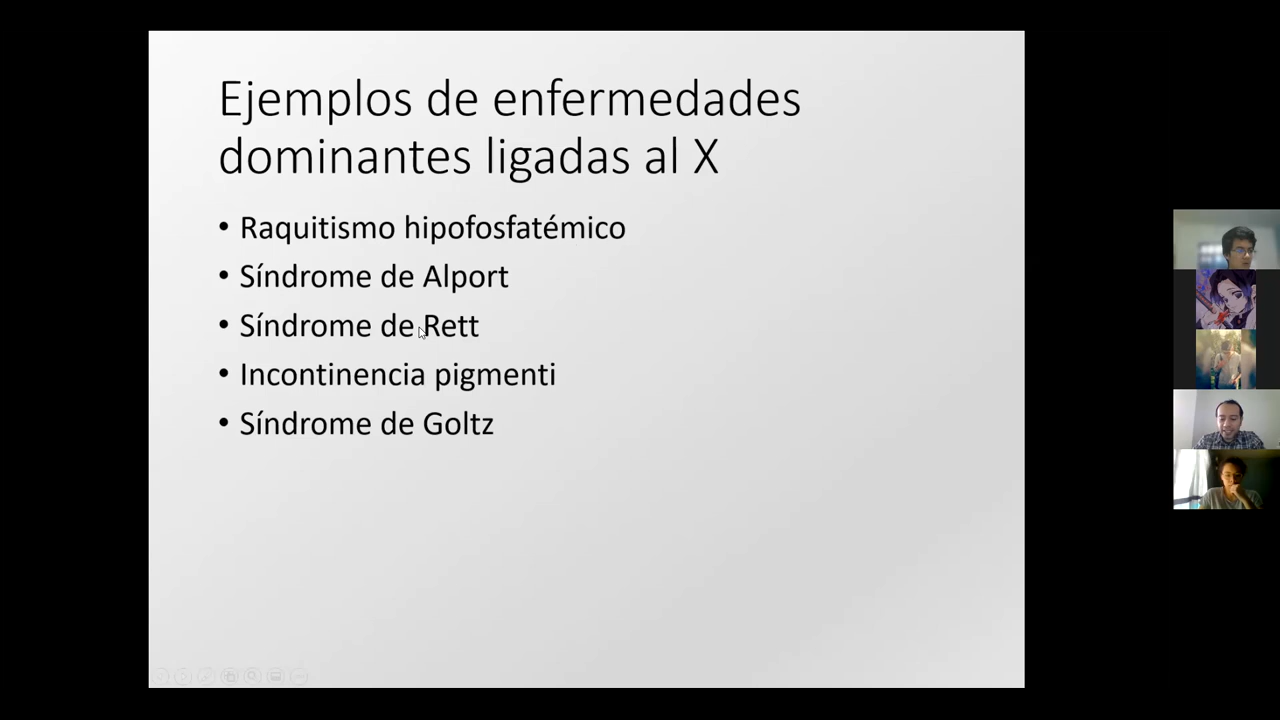 Ejemplos de enfermedades
dominantes ligadas al X
• Raquitismo hipofosfatémico
• Síndrome de Alport
• Síndrome de Rett
• Incontinencia pigmenti
• Síndrome de Goltz